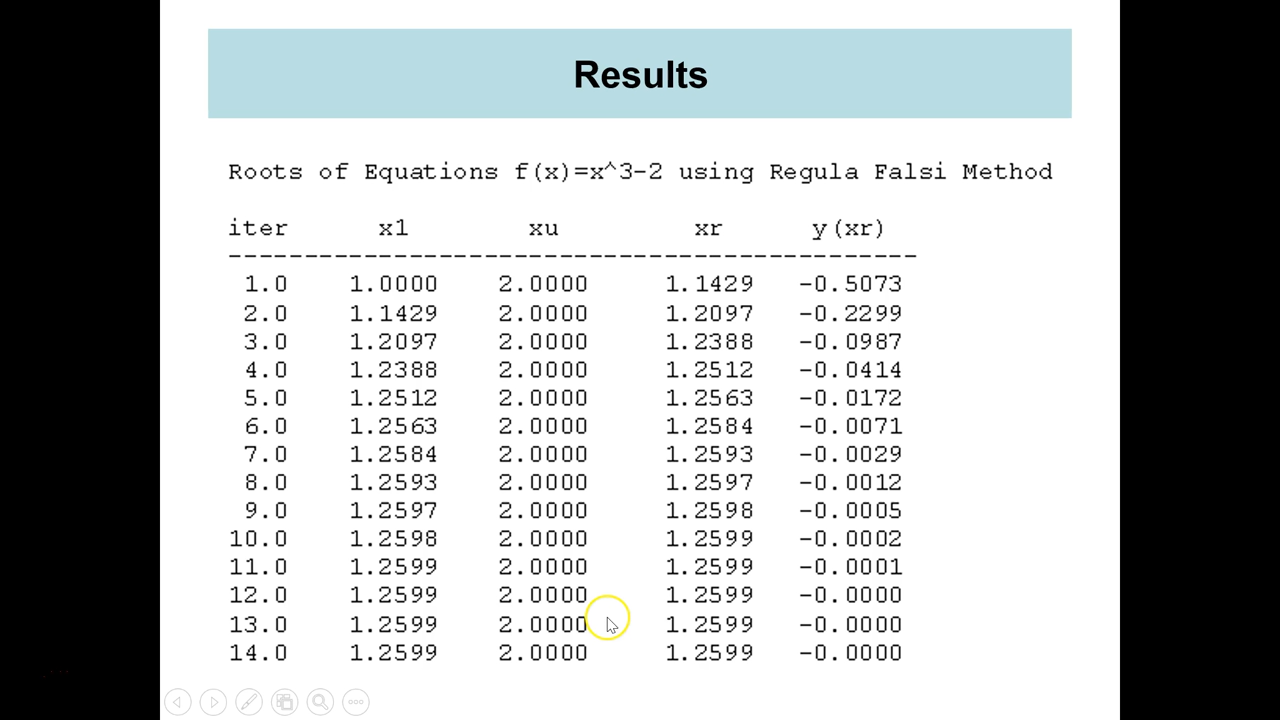 Results
Roots of Equations f(x)=x^3-2 using Regula Falsi Method
iter xl xu xr y(xr)
------------------------------------------------
1.0 1.0000 2.0000 1.1429 -0.5073
2.0 1.1429 2.0000 1.2097 -0.2299
3.0 1.2097 2.0000 1.2388 -0.0987
4.0 1.2388 2.0000 1.2512 -0.0414
5.0 1.2512 2.0000 1.2563 -0.0172
6.0 1.2563 2.0000 1.2584 -0.0071
7.0 1.2584 2.0000 1.2593 -0.0029
8.0 1.2593 2.0000 1.2597 -0.0012
9.0 1.2597 2.0000 1.2598 -0.0005
10.0 1.2598 2.0000 1.2599 -0.0002
11.0 1.2599 2.0000 1.2599 -0.0001
12.0 1.2599 2.0000 1.2599 -0.0000
13.0 1.2599 2.0000 1.2599 -0.0000
14.0 1.2599 2.0000 1.2599 -0.0000